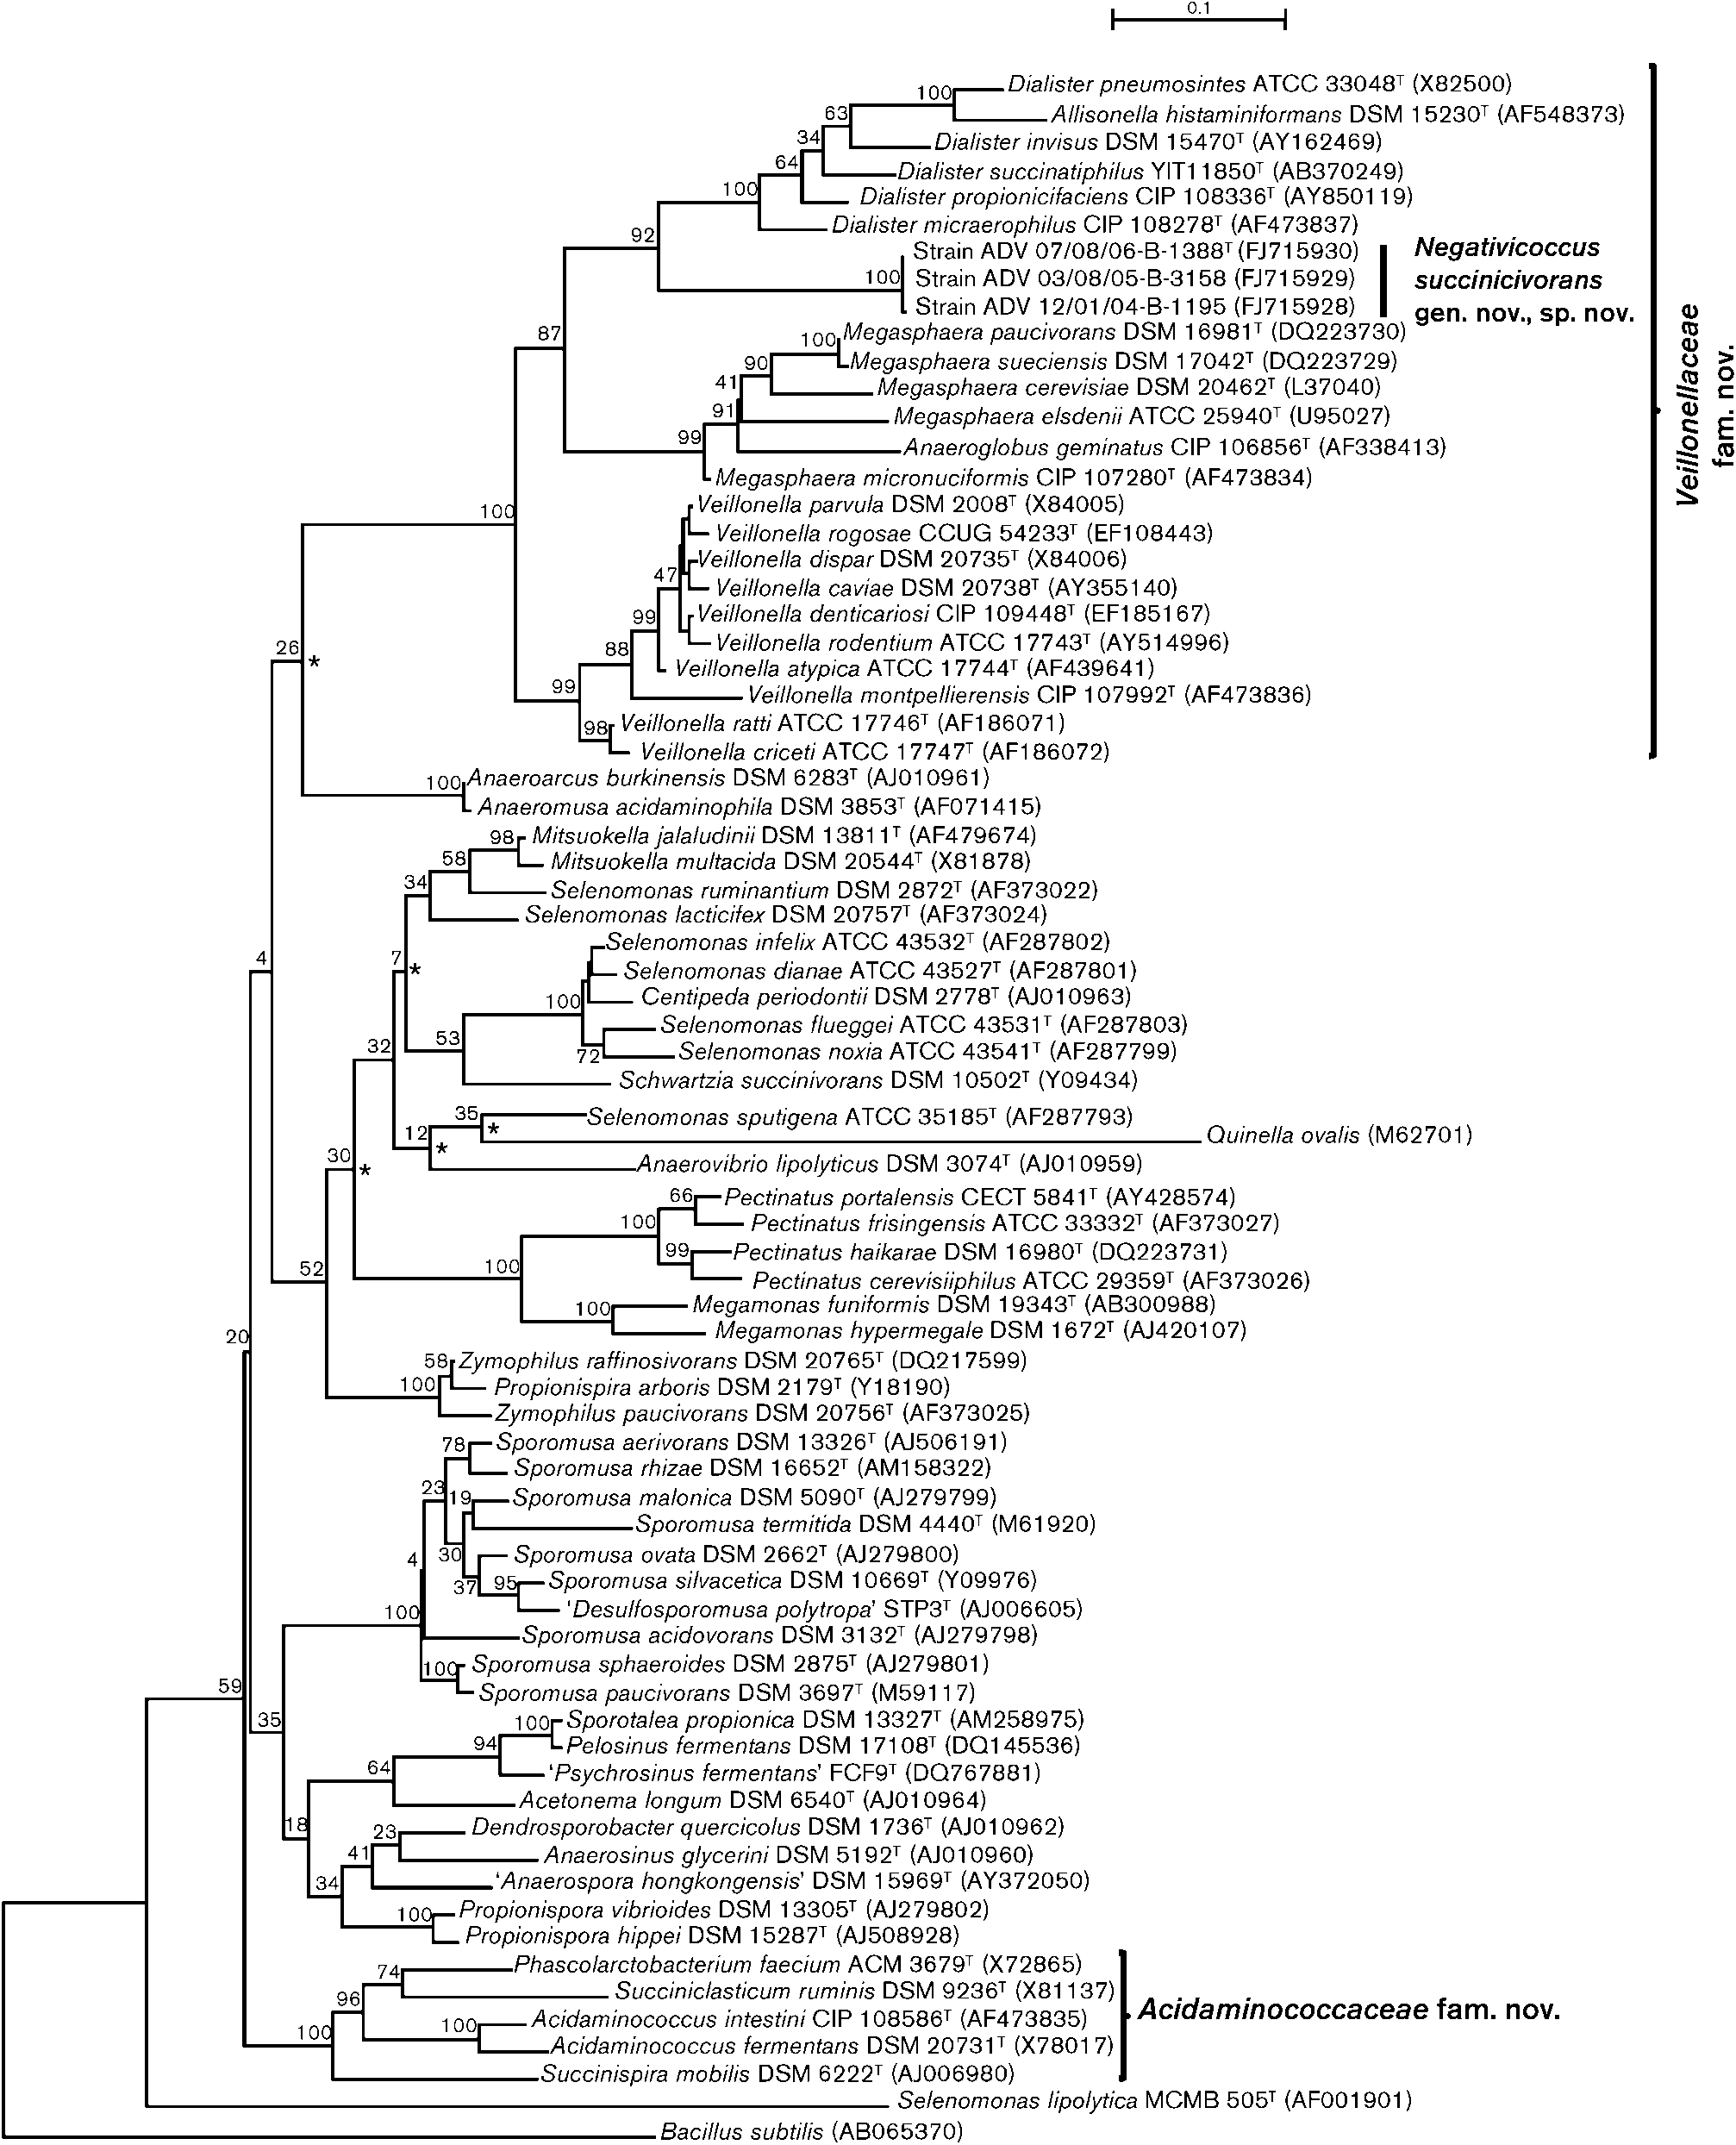 0.1
Dialister pneumosintes ATCC 33048ᵀ (X82500)
100
Allisonella histaminiformans DSM 15230ᵀ (AF548373)
63
Dialister invisus DSM 15470ᵀ (AY162469)
34
Dialister succinatiphilus YIT11850ᵀ (AB370249)
64
Dialister propionicifaciens CIP 108336ᵀ (AY850119)
100
Dialister micraerophilus CIP 108278ᵀ (AF473837)
92
Strain ADV 07/08/06-B-1388ᵀ (FJ715930)
100
Strain ADV 03/08/05-B-3158 (FJ715929)
Strain ADV 12/01/04-B-1195 (FJ715928)
Negativicoccus
succinicivorans
gen. nov., sp. nov.
87
Megasphaera paucivorans DSM 16981ᵀ (DQ223730)
100
Megasphaera sueciensis DSM 17042ᵀ (DQ223729)
90
Megasphaera cerevisiae DSM 20462ᵀ (L37040)
41
Megasphaera elsdenii ATCC 25940ᵀ (U95027)
91
Anaeroglobus geminatus CIP 106856ᵀ (AF338413)
99
Megasphaera micronuciformis CIP 107280ᵀ (AF473834)
Veillonellaceae
fam. nov.
100
Veillonella parvula DSM 2008ᵀ (X84005)
Veillonella rogosae CCUG 54233ᵀ (EF108443)
Veillonella dispar DSM 20735ᵀ (X84006)
47
Veillonella caviae DSM 20738ᵀ (AY355140)
Veillonella denticariosi CIP 109448ᵀ (EF185167)
99
Veillonella rodentium ATCC 17743ᵀ (AY514996)
88
Veillonella atypica ATCC 17744ᵀ (AF439641)
26
*
99
Veillonella montpellierensis CIP 107992ᵀ (AF473836)
98
Veillonella ratti ATCC 17746ᵀ (AF186071)
Veillonella criceti ATCC 17747ᵀ (AF186072)
100
Anaeroarcus burkinensis DSM 6283ᵀ (AJ010961)
Anaeromusa acidaminophila DSM 3853ᵀ (AF071415)
98
Mitsuokella jalaludinii DSM 13811ᵀ (AF479674)
58
Mitsuokella multacida DSM 20544ᵀ (X81878)
34
Selenomonas ruminantium DSM 2872ᵀ (AF373022)
Selenomonas lacticifex DSM 20757ᵀ (AF373024)
4
7
*
Selenomonas infelix ATCC 43532ᵀ (AF287802)
Selenomonas dianae ATCC 43527ᵀ (AF287801)
100
Centipeda periodontii DSM 2778ᵀ (AJ010963)
Selenomonas flueggei ATCC 43531ᵀ (AF287803)
32
53
72
Selenomonas noxia ATCC 43541ᵀ (AF287799)
Schwartzia succinivorans DSM 10502ᵀ (Y09434)
35
*
Selenomonas sputigena ATCC 35185ᵀ (AF287793)
12
*
Quinella ovalis (M62701)
30
*
Anaerovibrio lipolyticus DSM 3074ᵀ (AJ010959)
66
Pectinatus portalensis CECT 5841ᵀ (AY428574)
100
Pectinatus frisingensis ATCC 33332ᵀ (AF373027)
99
Pectinatus haikarae DSM 16980ᵀ (DQ223731)
52
100
Pectinatus cerevisiiphilus ATCC 29359ᵀ (AF373026)
100
Megamonas funiformis DSM 19343ᵀ (AB300988)
Megamonas hypermegale DSM 1672ᵀ (AJ420107)
20
58
Zymophilus raffinosivorans DSM 20765ᵀ (DQ217599)
100
Propionispira arboris DSM 2179ᵀ (Y18190)
Zymophilus paucivorans DSM 20756ᵀ (AF373025)
78
Sporomusa aerivorans DSM 13326ᵀ (AJ506191)
Sporomusa rhizae DSM 16652ᵀ (AM158322)
23
19
Sporomusa malonica DSM 5090ᵀ (AJ279799)
Sporomusa termitida DSM 4440ᵀ (M61920)
4
30
Sporomusa ovata DSM 2662ᵀ (AJ279800)
37
95
Sporomusa silvacetica DSM 10669ᵀ (Y09976)
100
‘Desulfosporomusa polytropa’ STP3ᵀ (AJ006605)
Sporomusa acidovorans DSM 3132ᵀ (AJ279798)
100
Sporomusa sphaeroides DSM 2875ᵀ (AJ279801)
59
Sporomusa paucivorans DSM 3697ᵀ (M59117)
35
100
Sporotalea propionica DSM 13327ᵀ (AM258975)
94
Pelosinus fermentans DSM 17108ᵀ (DQ145536)
64
‘Psychrosinus fermentans’ FCF9ᵀ (DQ767881)
Acetonema longum DSM 6540ᵀ (AJ010964)
18
23
Dendrosporobacter quercicolus DSM 1736ᵀ (AJ010962)
41
Anaerosinus glycerini DSM 5192ᵀ (AJ010960)
34
‘Anaerospora hongkongensis’ DSM 15969ᵀ (AY372050)
100
Propionispora vibrioides DSM 13305ᵀ (AJ279802)
Propionispora hippei DSM 15287ᵀ (AJ508928)
74
Phascolarctobacterium faecium ACM 3679ᵀ (X72865)
96
Succiniclasticum ruminis DSM 9236ᵀ (X81137)
100
100
Acidaminococcus intestini CIP 108586ᵀ (AF473835)
Acidaminococcus fermentans DSM 20731ᵀ (X78017)
Succinispira mobilis DSM 6222ᵀ (AJ006980)
Acidaminococcaceae fam. nov.
Selenomonas lipolytica MCMB 505ᵀ (AF001901)
Bacillus subtilis (AB065370)